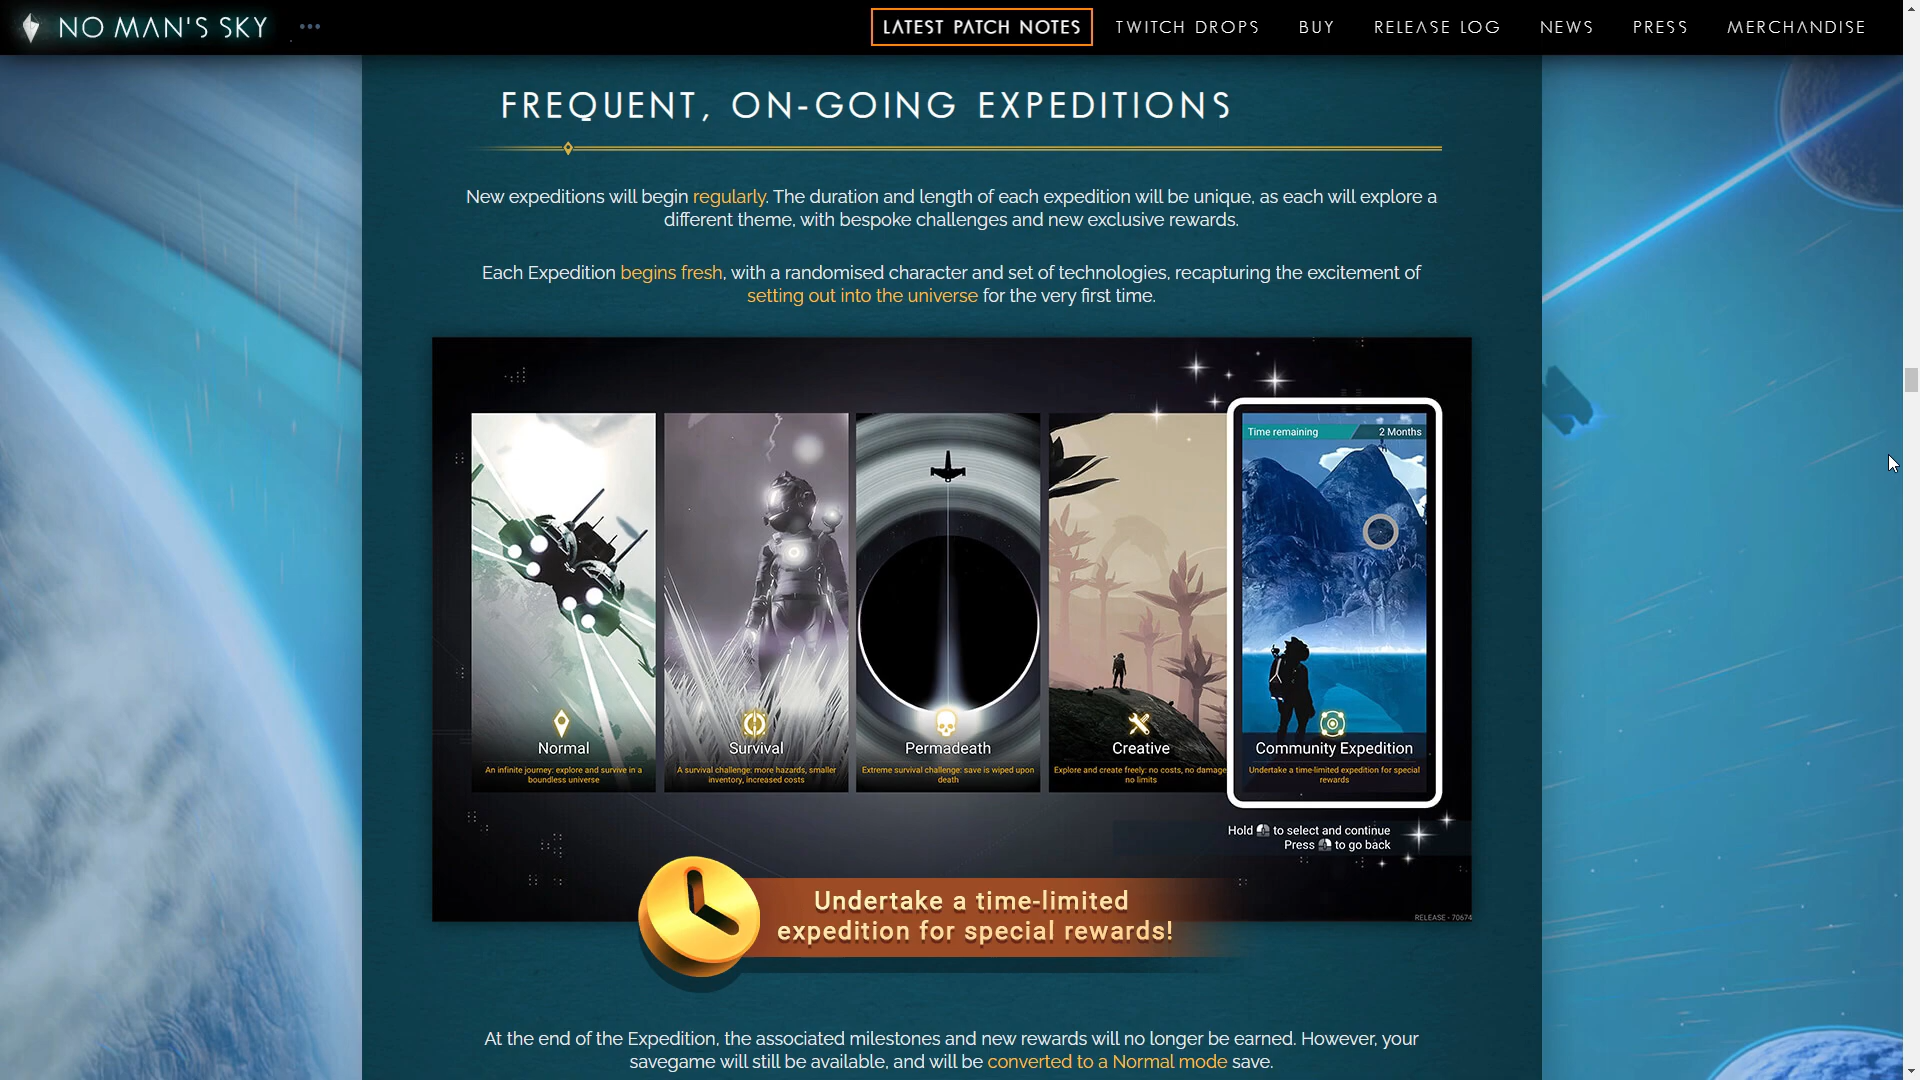 NO MAN'S SKY
LATEST PATCH NOTES
TWITCH DROPS
BUY
RELEASE LOG
NEWS
PRESS
MERCHANDISE
FREQUENT, ON-GOING EXPEDITIONS
New expeditions will begin regularly. The duration and length of each expedition will be unique, as each will explore a
different theme, with bespoke challenges and new exclusive rewards.
Each Expedition begins fresh, with a randomised character and set of technologies, recapturing the excitement of
setting out into the universe for the very first time.
Normal
An infinite journey: explore and survive in a
boundless universe
Survival
A survival challenge: more hazards, smaller
inventory, increased costs
Permadeath
Extreme survival challenge: save is wiped upon
death
Creative
Explore and create freely: no costs, no damage
no limits
Time remaining 2 Months
Community Expedition
Undertake a time-limited expedition for special
rewards
Hold to select and continue
Press to go back
RELEASE - 70674
Undertake a time-limited
expedition for special rewards!
At the end of the Expedition, the associated milestones and new rewards will no longer be earned. However, your
savegame will still be available, and will be converted to a Normal mode save.